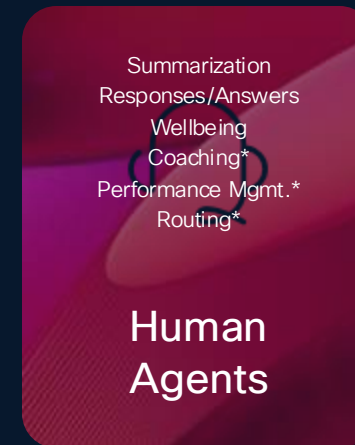 Summarization
Responses/Answers
Wellbeing
Coaching*
Performance Mgmt.*
Routing*
Human
Agents